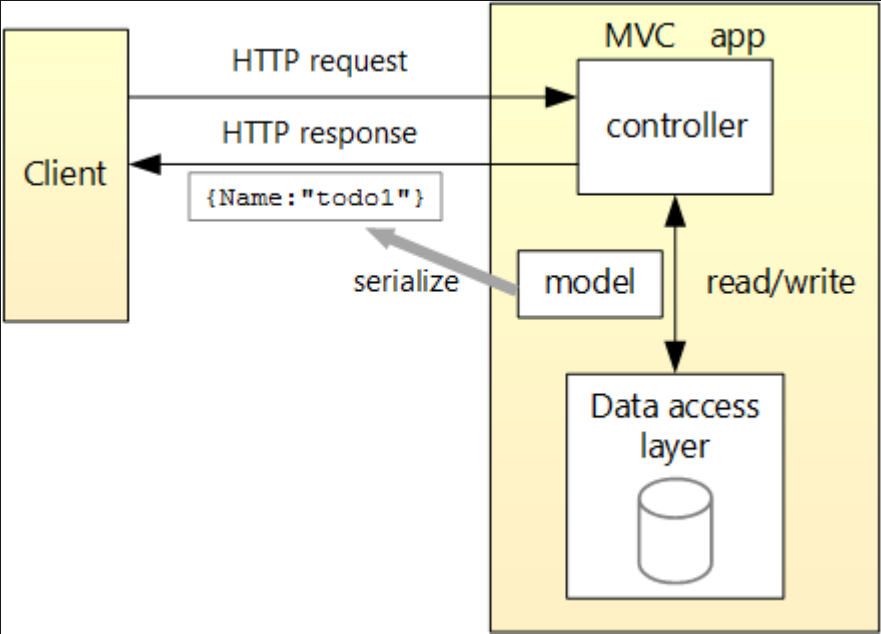 MVC app
HTTP request
controller
HTTP response
Client
{Name:"todo1"}
serialize
model
read/write
Data access
layer